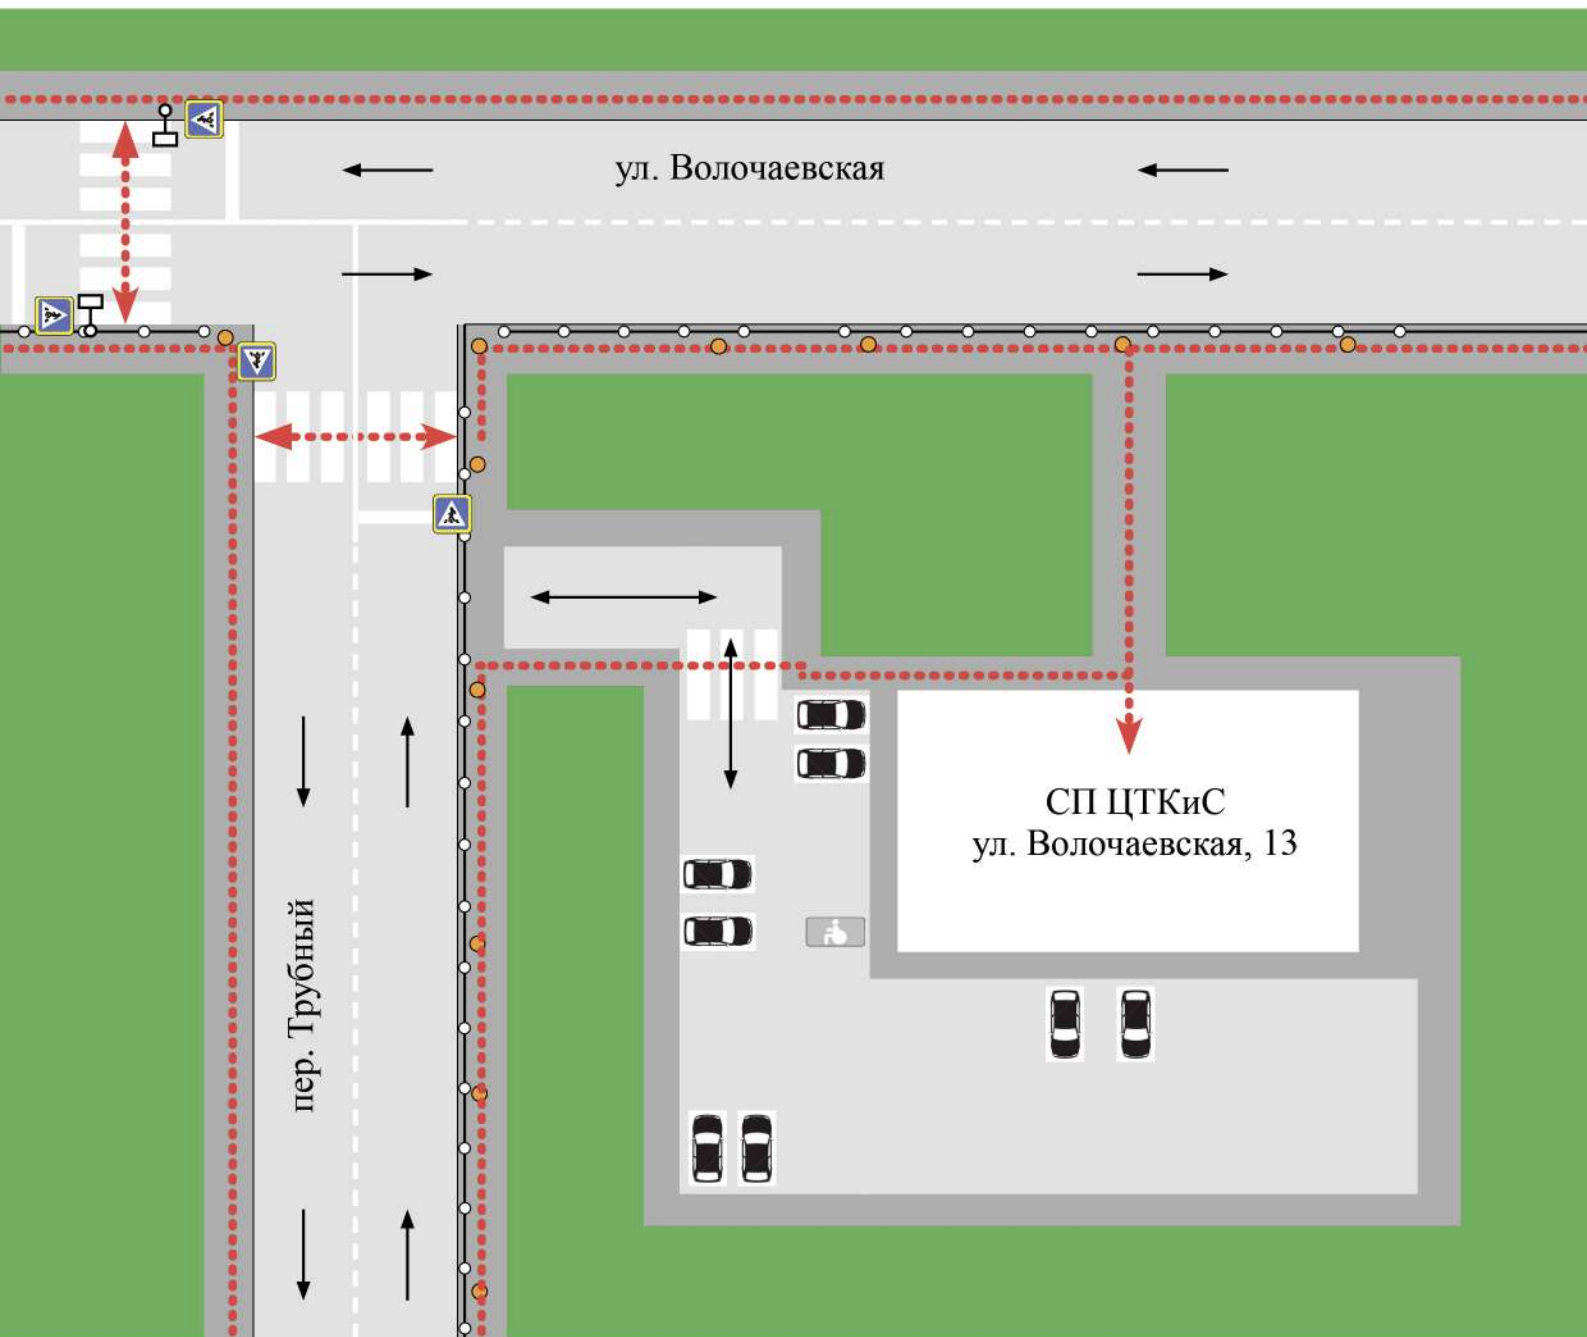 ул. Волочаевская
СП ЦТКиС
ул. Волочаевская, 13
пер. Трубный